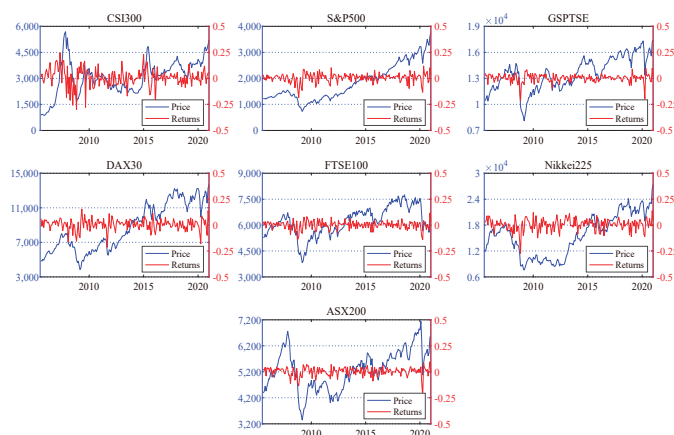 CSI300
6,000
4,500
3,000
1,500
0
0.5
0.25
0
-0.25
-0.5
2010 2015 2020
Price
Returns
S&P500
4,000
3,000
2,000
1,000
0
0.5
0.25
0
-0.25
-0.5
2010 2015 2020
Price
Returns
GSPTSE
× 10⁴
1.9
1.6
1.3
1
0.7
0.5
0.25
0
-0.25
-0.5
2010 2015 2020
Price
Returns
DAX30
15,000
11,000
7,000
3,000
0.5
0.25
0
-0.25
-0.5
2010 2015 2020
Price
Returns
FTSE100
9,000
7,500
6,000
4,500
3,000
0.5
0.25
0
-0.25
-0.5
2010 2015 2020
Price
Returns
Nikkei225
× 10⁴
3
2.4
1.8
1.2
0.6
0.5
0.25
0
-0.25
-0.5
2010 2015 2020
Price
Returns
ASX200
7,200
6,200
5,200
4,200
3,200
0.5
0.25
0
-0.25
-0.5
2010 2015 2020
Price
Returns